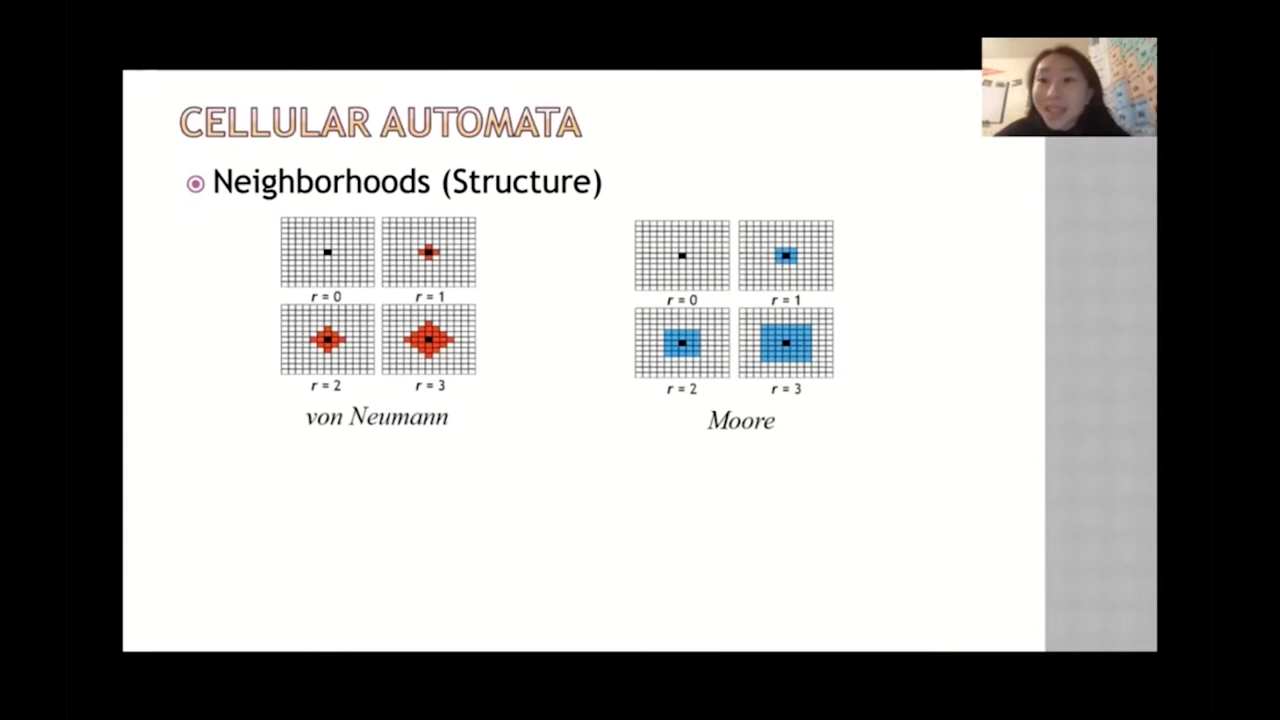 CELLULAR AUTOMATA
Neighborhoods (Structure)
r = 0
r = 1
r = 2
r = 3
von Neumann
r = 0
r = 1
r = 2
r = 3
Moore